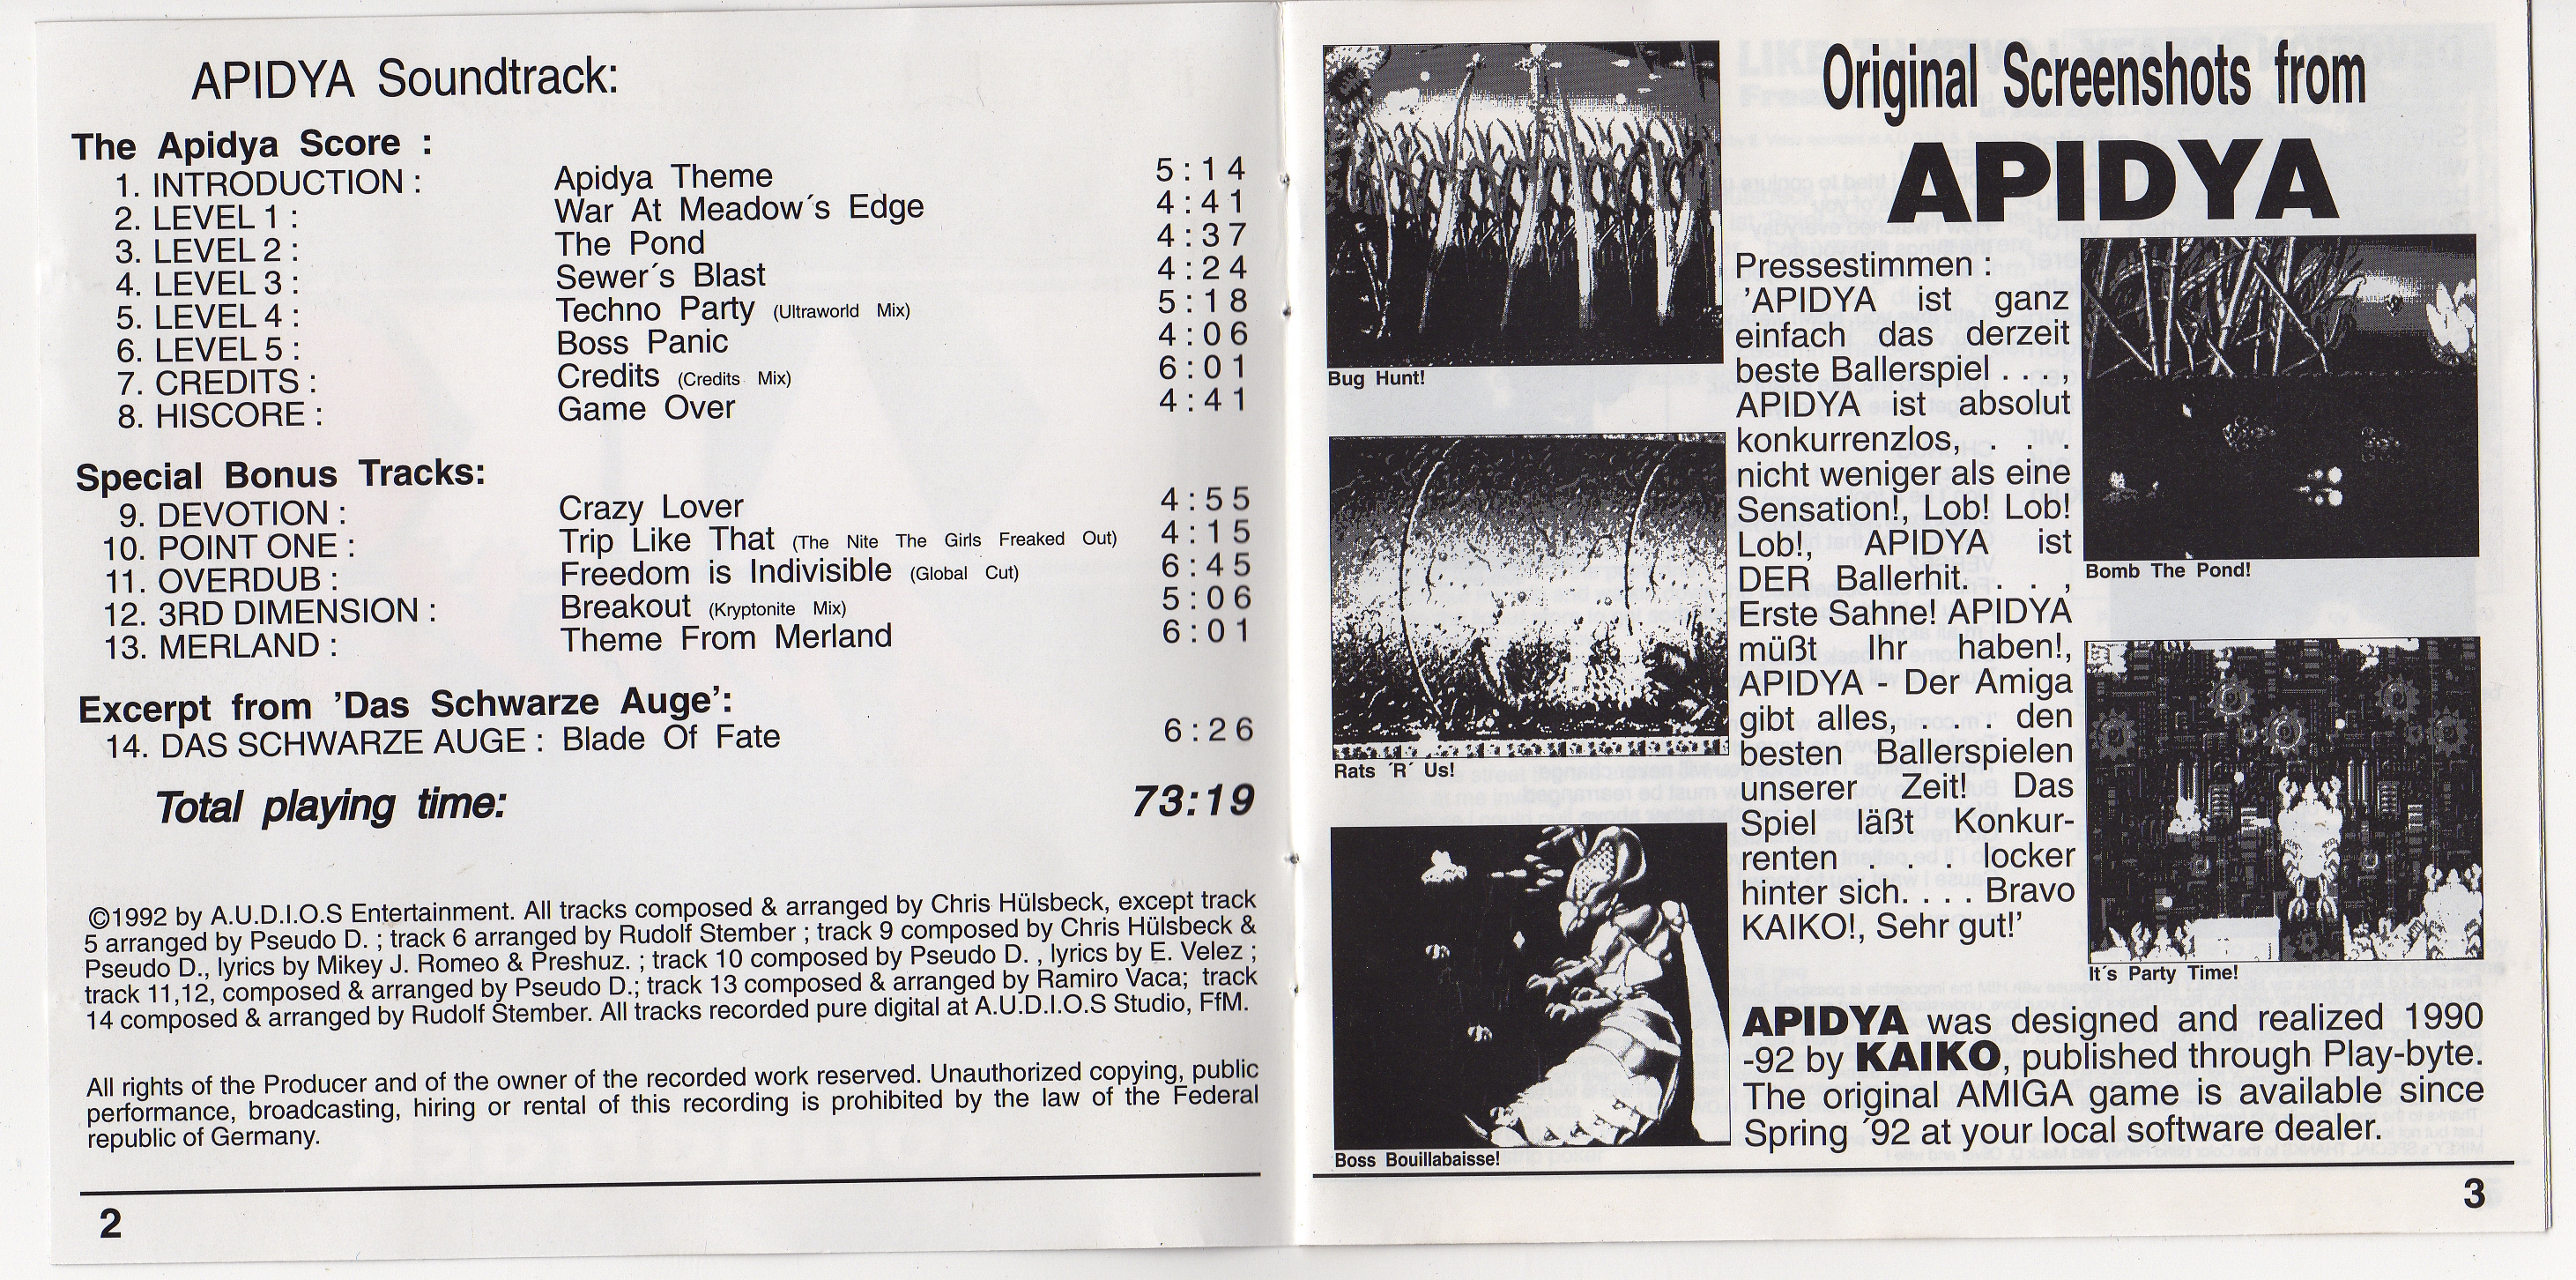 APIDYA Soundtrack:
The Apidya Score :
1. INTRODUCTION : Apidya Theme 5:14
2. LEVEL 1 : War At Meadow´s Edge 4:41
3. LEVEL 2 : The Pond 4:37
4. LEVEL 3 : Sewer´s Blast 4:24
5. LEVEL 4 : Techno Party (Ultraworld Mix) 5:18
6. LEVEL 5 : Boss Panic 4:06
7. CREDITS : Credits (Credits Mix) 6:01
8. HISCORE : Game Over 4:41
Special Bonus Tracks:
9. DEVOTION : Crazy Lover 4:55
10. POINT ONE : Trip Like That (The Nite The Girls Freaked Out) 4:15
11. OVERDUB : Freedom is Indivisible (Global Cut) 6:45
12. 3RD DIMENSION : Breakout (Kryptonite Mix) 5:06
13. MERLAND : Theme From Merland 6:01
Excerpt from 'Das Schwarze Auge':
14. DAS SCHWARZE AUGE : Blade Of Fate 6:26
Total playing time: 73:19
©1992 by A.U.D.I.O.S Entertainment. All tracks composed & arranged by Chris Hülsbeck, except track
5 arranged by Pseudo D. ; track 6 arranged by Rudolf Stember ; track 9 composed by Chris Hülsbeck &
Pseudo D., lyrics by Mikey J. Romeo & Preshuz. ; track 10 composed by Pseudo D. , lyrics by E. Velez ;
track 11,12, composed & arranged by Pseudo D.; track 13 composed & arranged by Ramiro Vaca; track
14 composed & arranged by Rudolf Stember. All tracks recorded pure digital at A.U.D.I.O.S Studio, FfM.
All rights of the Producer and of the owner of the recorded work reserved. Unauthorized copying, public
performance, broadcasting, hiring or rental of this recording is prohibited by the law of the Federal
republic of Germany.
2
Original Screenshots from
APIDYA
Bug Hunt!
Rats ´R´ Us!
Boss Bouillabaisse!
Pressestimmen :
'APIDYA ist ganz
einfach das derzeit
beste Ballerspiel . . . ,
APIDYA ist absolut
konkurrenzlos, . . .
nicht weniger als eine
Sensation!, Lob! Lob!
Lob!, APIDYA ist
DER Ballerhit. . . ,
Erste Sahne! APIDYA
müßt Ihr haben!,
APIDYA - Der Amiga
gibt alles, . . . den
besten Ballerspielen
unserer Zeit! Das
Spiel läßt Konkur-
renten . . . locker
hinter sich. . . . Bravo
KAIKO!, Sehr gut!'
Bomb The Pond!
It´s Party Time!
APIDYA was designed and realized 1990
-92 by KAIKO, published through Play-byte.
The original AMIGA game is available since
Spring ´92 at your local software dealer.
3